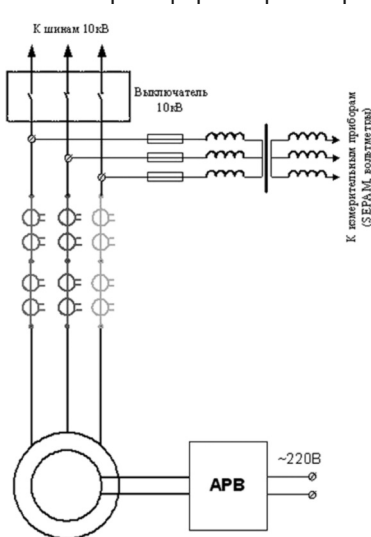 К шинам 10кВ
Выключатель
10кВ
К измерительным приборам
(SEPAM, вольтметры)
~220В
АРВ